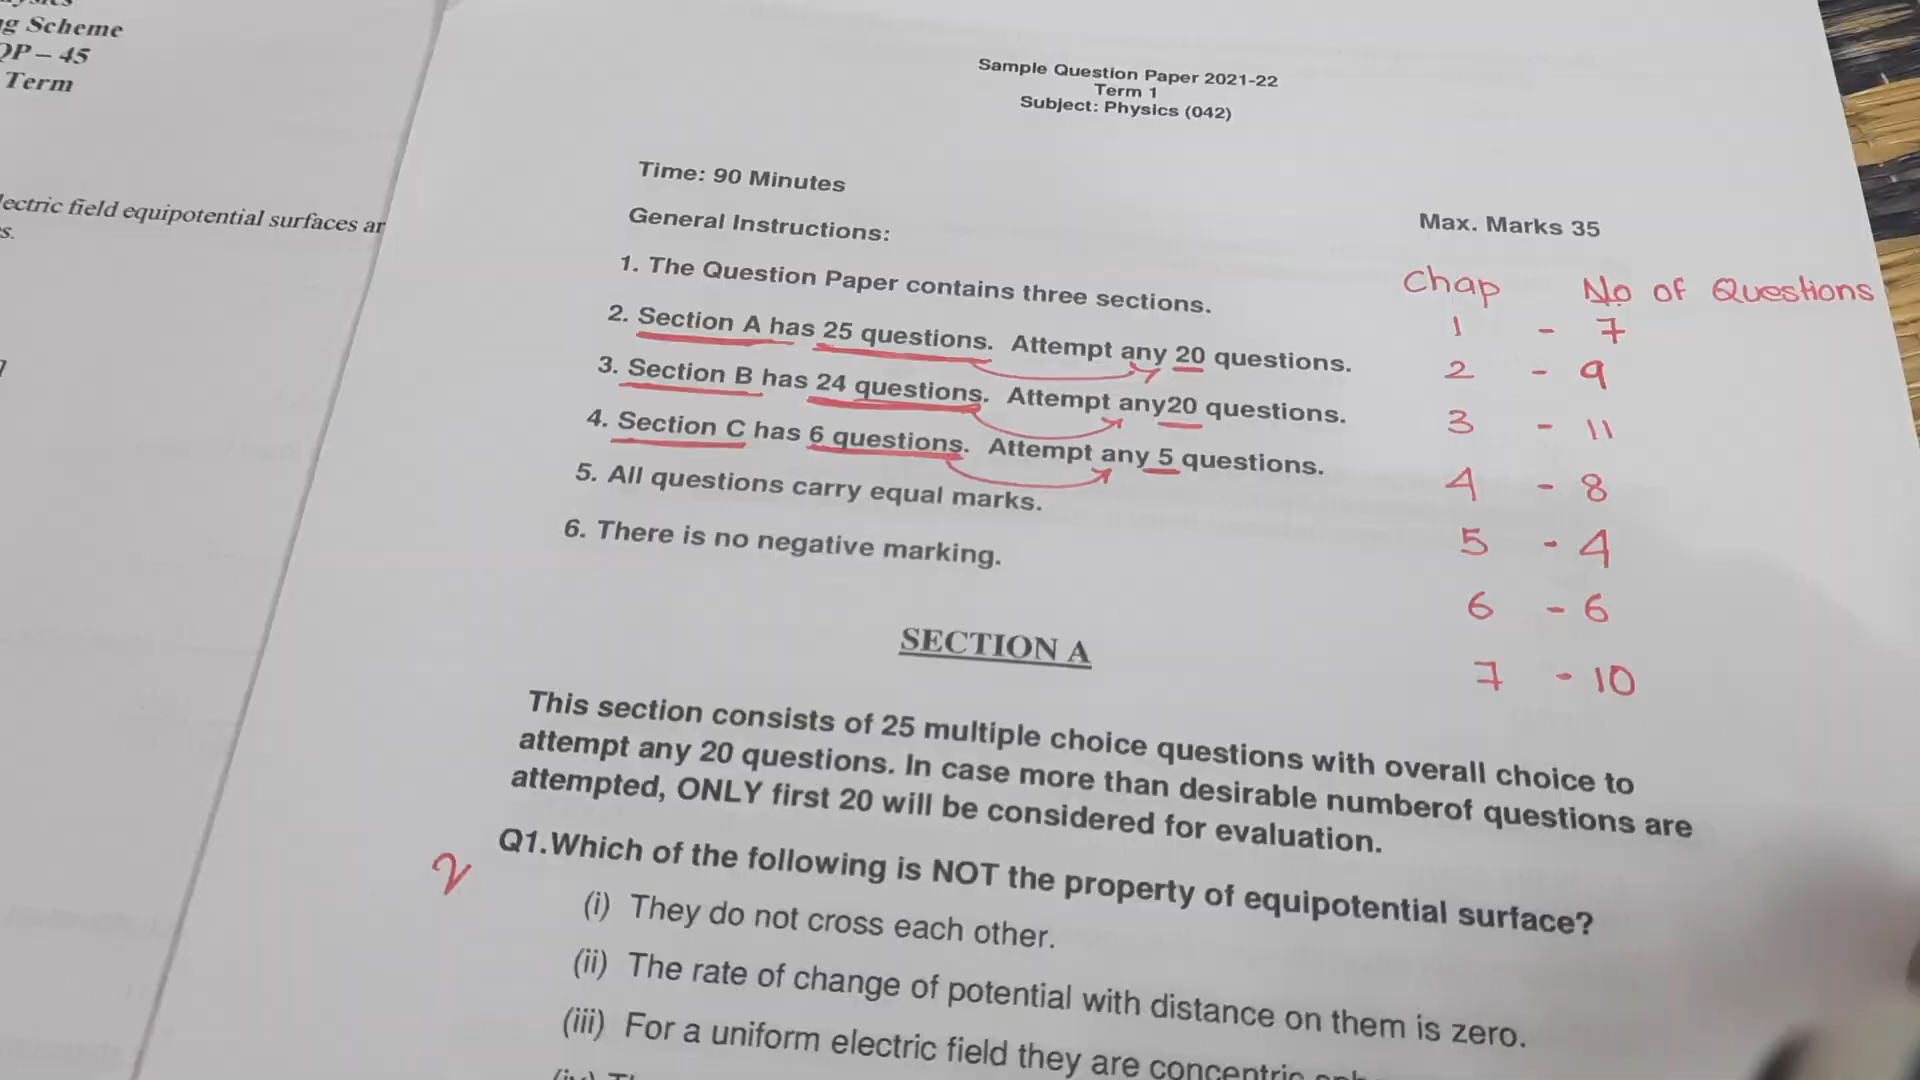 g Scheme
QP – 45
Term
lectric field equipotential surfaces ar
s.
Sample Question Paper 2021-22
Term 1
Subject: Physics (042)
Time: 90 Minutes
Max. Marks 35
General Instructions:
1. The Question Paper contains three sections.
2. Section A has 25 questions. Attempt any 20 questions.
3. Section B has 24 questions. Attempt any20 questions.
4. Section C has 6 questions. Attempt any 5 questions.
5. All questions carry equal marks.
6. There is no negative marking.
Chap No of Questions
1 - 7
2 - 9
3 - 11
4 - 8
5 - 4
6 - 6
7 - 10
SECTION A
This section consists of 25 multiple choice questions with overall choice to
attempt any 20 questions. In case more than desirable numberof questions are
attempted, ONLY first 20 will be considered for evaluation.
2
Q1.Which of the following is NOT the property of equipotential surface?
(i) They do not cross each other.
(ii) The rate of change of potential with distance on them is zero.
(iii) For a uniform electric field they are concentric